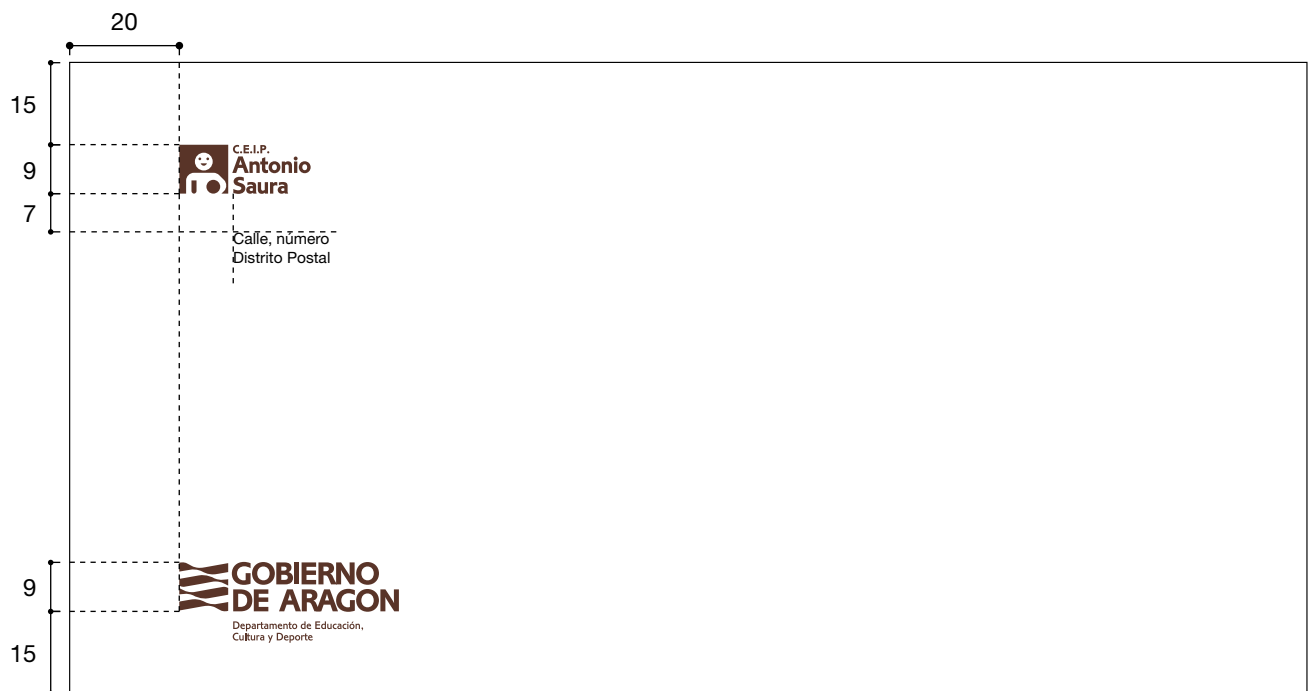 20
15
9
7
C.E.I.P.
Antonio
Saura
Calle, número
Distrito Postal
9
15
GOBIERNO
DE ARAGON
Departamento de Educación,
Cultura y Deporte